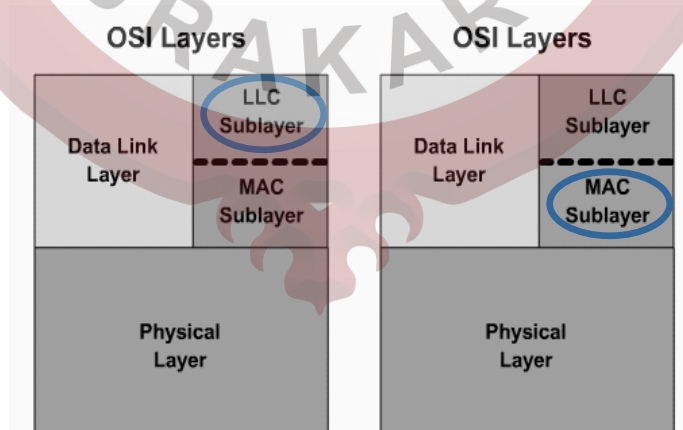 OSI Layers
LLC
Sublayer
Data Link
Layer
MAC
Sublayer
Physical
Layer
OSI Layers
LLC
Sublayer
Data Link
Layer
MAC
Sublayer
Physical
Layer